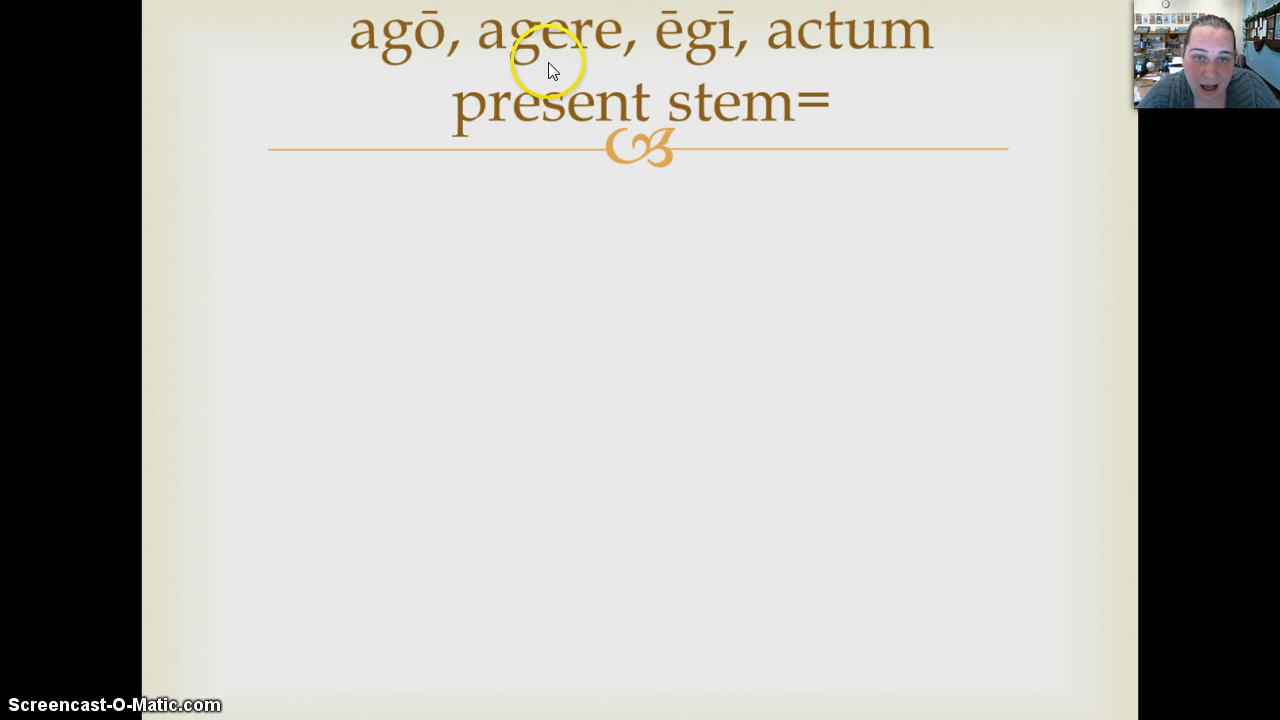 agō, agere, ēgī, actum
present stem=
Screencast-O-Matic.com